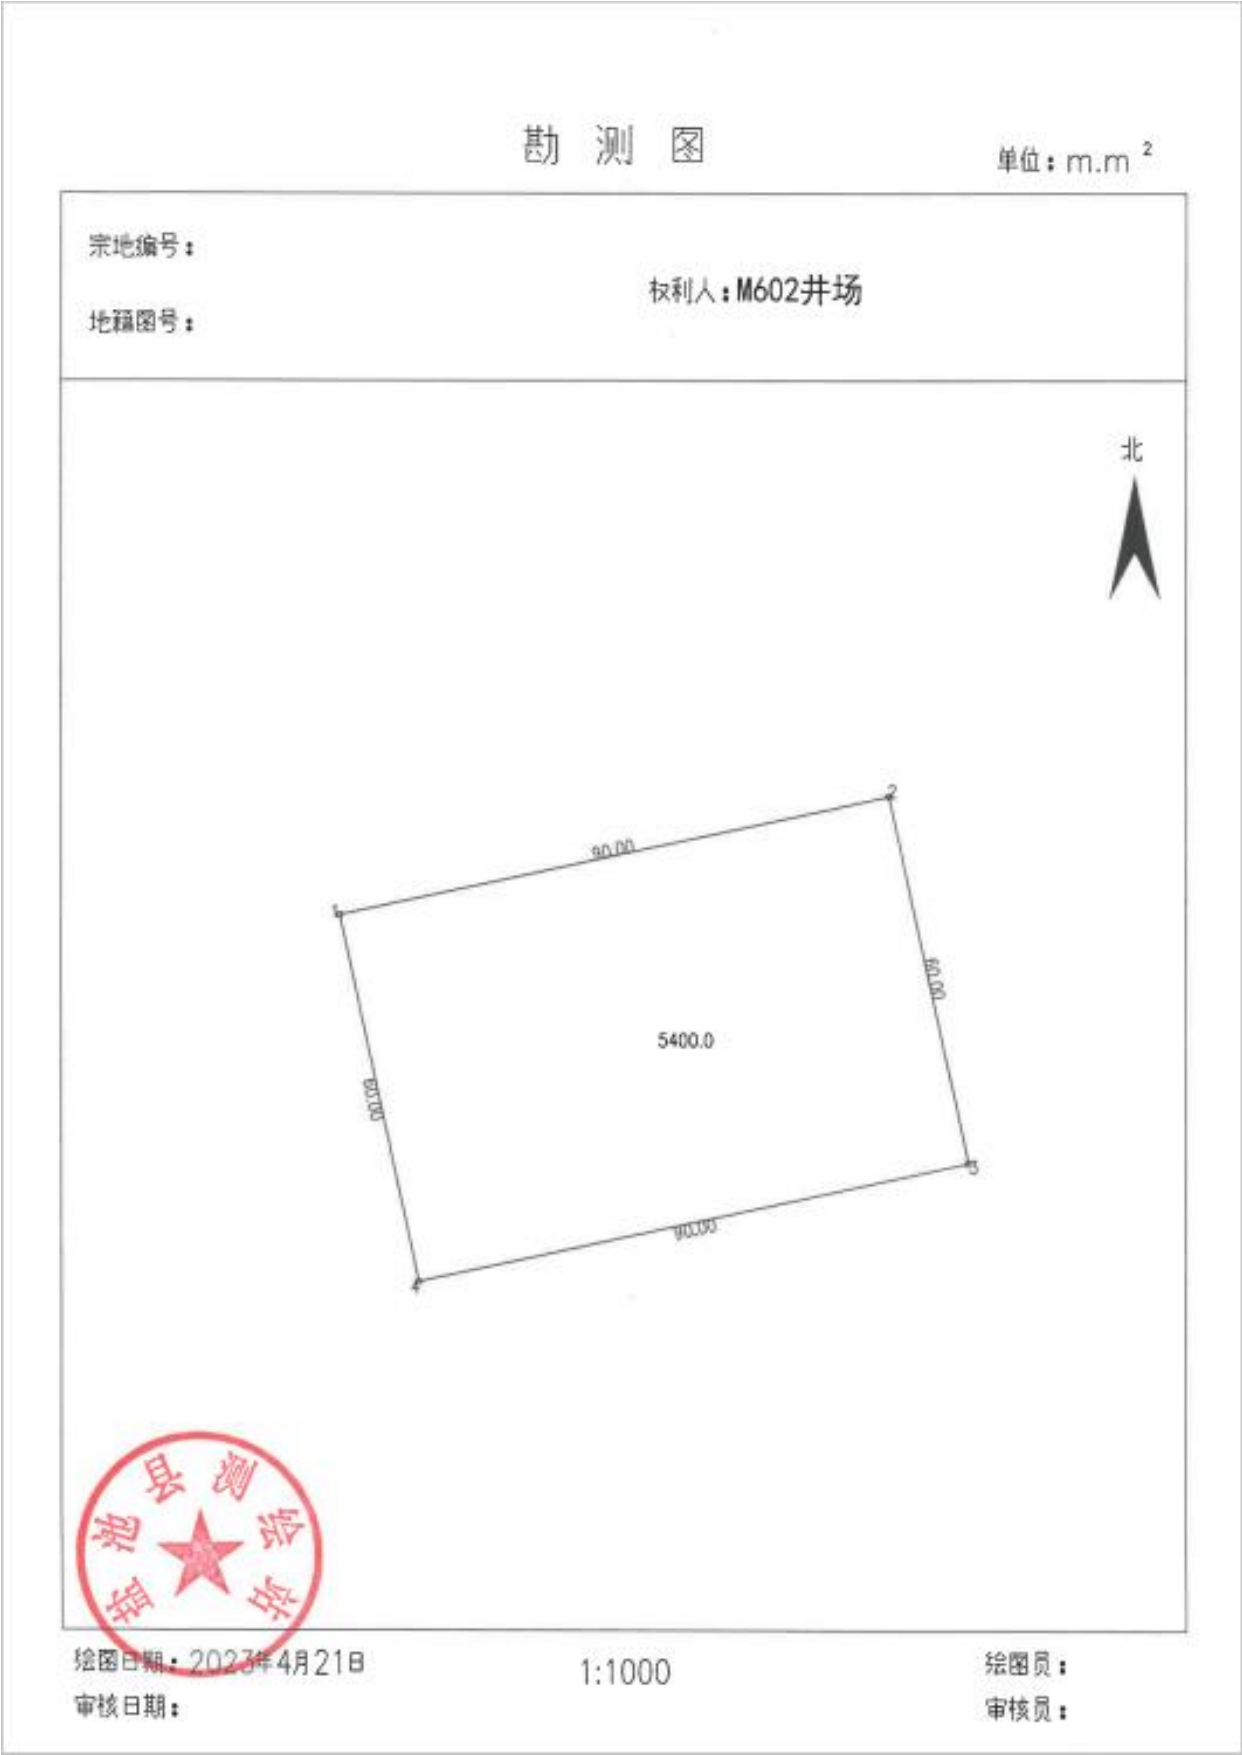 勘测图
单位：m.m²
宗地编号：
权利人：M602井场
地籍图号：
北
2
90.00
1
60.00
5400.0
60.00
3
90.00
4
盐池县测绘站
绘图日期：2023年4月21日
1:1000
绘图员：
审核日期：
审核员：